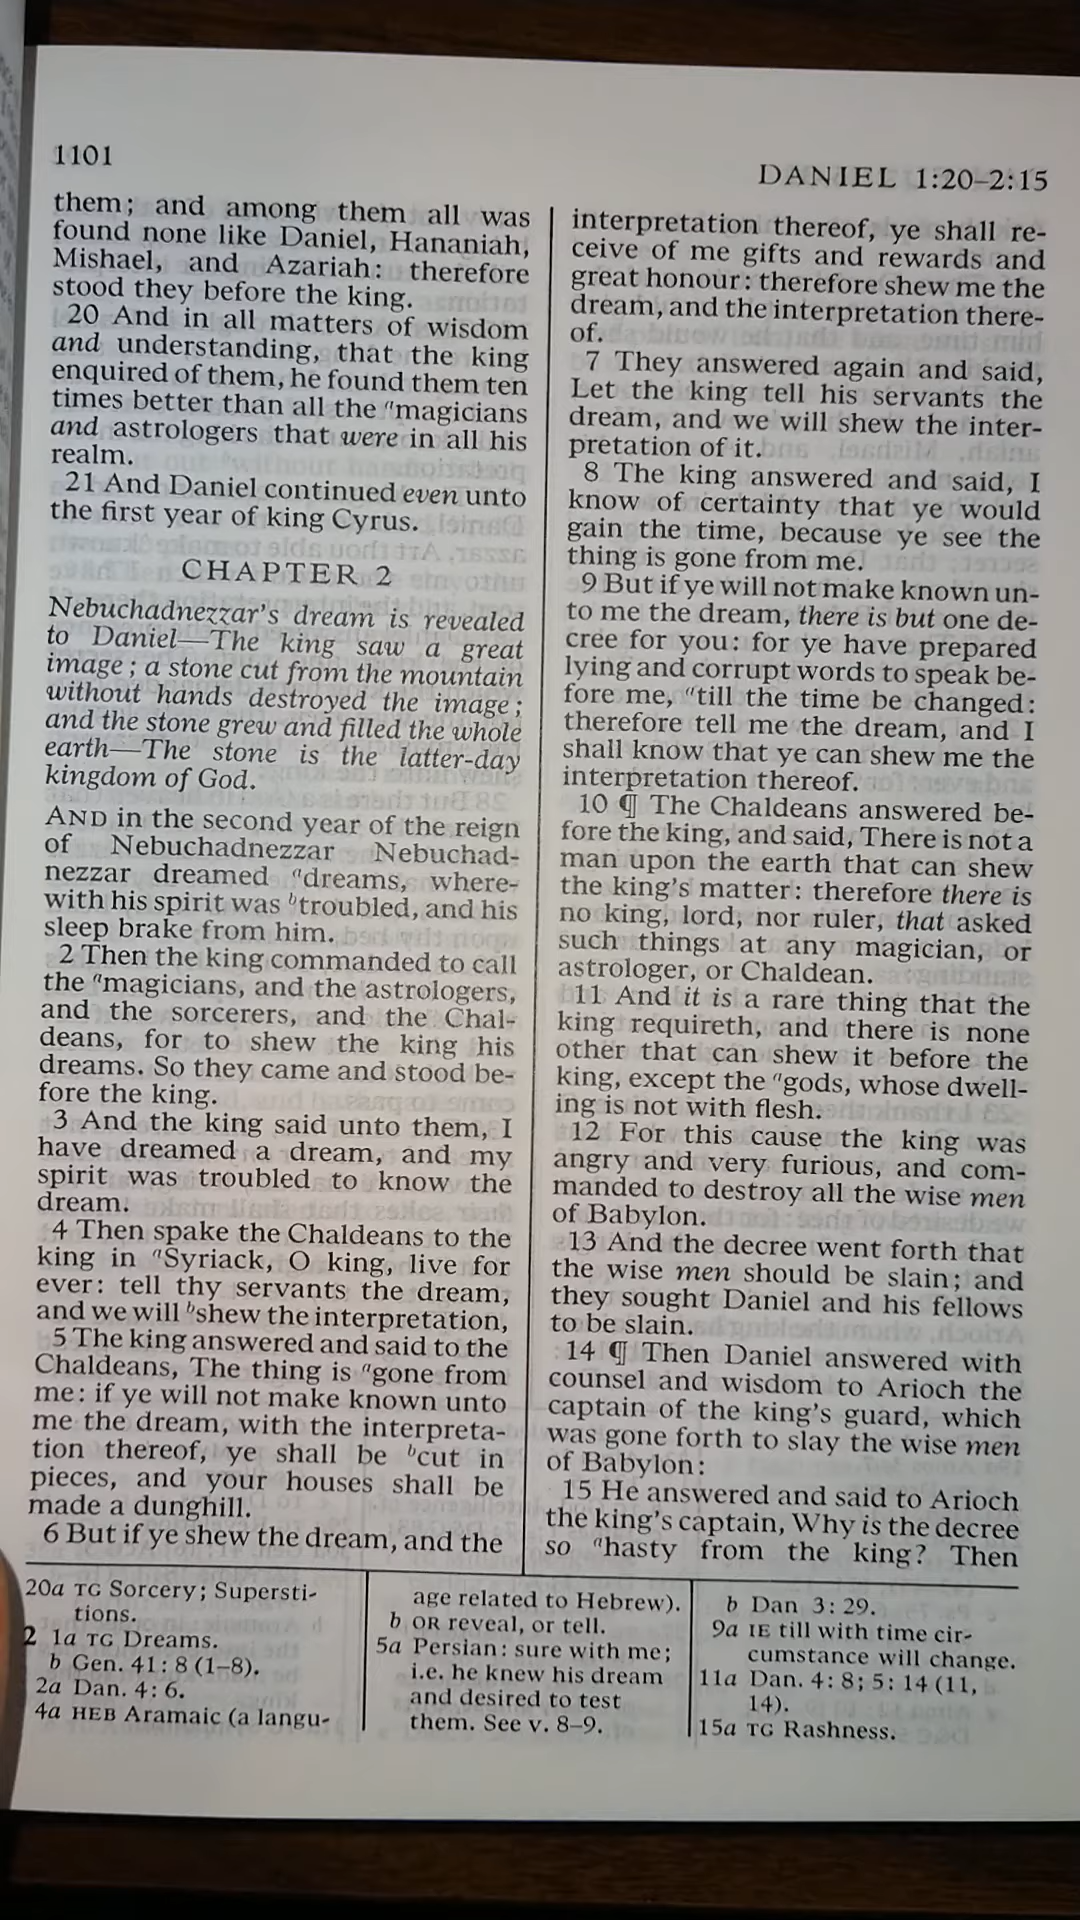 1101
DANIEL 1:20–2:15
them; and among them all was
found none like Daniel, Hananiah,
Mishael, and Azariah: therefore
stood they before the king.
20 And in all matters of wisdom
and understanding, that the king
enquired of them, he found them ten
times better than all the ᵃmagicians
and astrologers that were in all his
realm.
21 And Daniel continued even unto
the first year of king Cyrus.
CHAPTER 2
Nebuchadnezzar's dream is revealed
to Daniel—The king saw a great
image; a stone cut from the mountain
without hands destroyed the image;
and the stone grew and filled the whole
earth—The stone is the latter-day
kingdom of God.
AND in the second year of the reign
of Nebuchadnezzar Nebuchad-
nezzar dreamed ᵃdreams, where-
with his spirit was ᵇtroubled, and his
sleep brake from him.
2 Then the king commanded to call
the ᵃmagicians, and the astrologers,
and the sorcerers, and the Chal-
deans, for to shew the king his
dreams. So they came and stood be-
fore the king.
3 And the king said unto them, I
have dreamed a dream, and my
spirit was troubled to know the
dream.
4 Then spake the Chaldeans to the
king in ᵃSyriack, O king, live for
ever: tell thy servants the dream,
and we will ᵇshew the interpretation,
5 The king answered and said to the
Chaldeans, The thing is ᵃgone from
me: if ye will not make known unto
me the dream, with the interpreta-
tion thereof, ye shall be ᵇcut in
pieces, and your houses shall be
made a dunghill.
6 But if ye shew the dream, and the
interpretation thereof, ye shall re-
ceive of me gifts and rewards and
great honour: therefore shew me the
dream, and the interpretation there-
of.
7 They answered again and said,
Let the king tell his servants the
dream, and we will shew the inter-
pretation of it.
8 The king answered and said, I
know of certainty that ye would
gain the time, because ye see the
thing is gone from me.
9 But if ye will not make known un-
to me the dream, there is but one de-
cree for you: for ye have prepared
lying and corrupt words to speak be-
fore me, ᵃtill the time be changed:
therefore tell me the dream, and I
shall know that ye can shew me the
interpretation thereof.
10 ¶ The Chaldeans answered be-
fore the king, and said, There is not a
man upon the earth that can shew
the king's matter: therefore there is
no king, lord, nor ruler, that asked
such things at any magician, or
astrologer, or Chaldean.
11 And it is a rare thing that the
king requireth, and there is none
other that can shew it before the
king, except the ᵃgods, whose dwell-
ing is not with flesh.
12 For this cause the king was
angry and very furious, and com-
manded to destroy all the wise men
of Babylon.
13 And the decree went forth that
the wise men should be slain; and
they sought Daniel and his fellows
to be slain.
14 ¶ Then Daniel answered with
counsel and wisdom to Arioch the
captain of the king's guard, which
was gone forth to slay the wise men
of Babylon:
15 He answered and said to Arioch
the king's captain, Why is the decree
so ᵃhasty from the king? Then
20a TG Sorcery; Supersti-
tions.
2 1a TG Dreams.
b Gen. 41:8 (1–8).
2a Dan. 4:6.
4a HEB Aramaic (a langu-
age related to Hebrew).
b OR reveal, or tell.
5a Persian: sure with me;
i.e. he knew his dream
and desired to test
them. See v. 8–9.
b Dan 3:29.
9a IE till with time cir-
cumstance will change.
11a Dan. 4:8; 5:14 (11,
14).
15a TG Rashness.